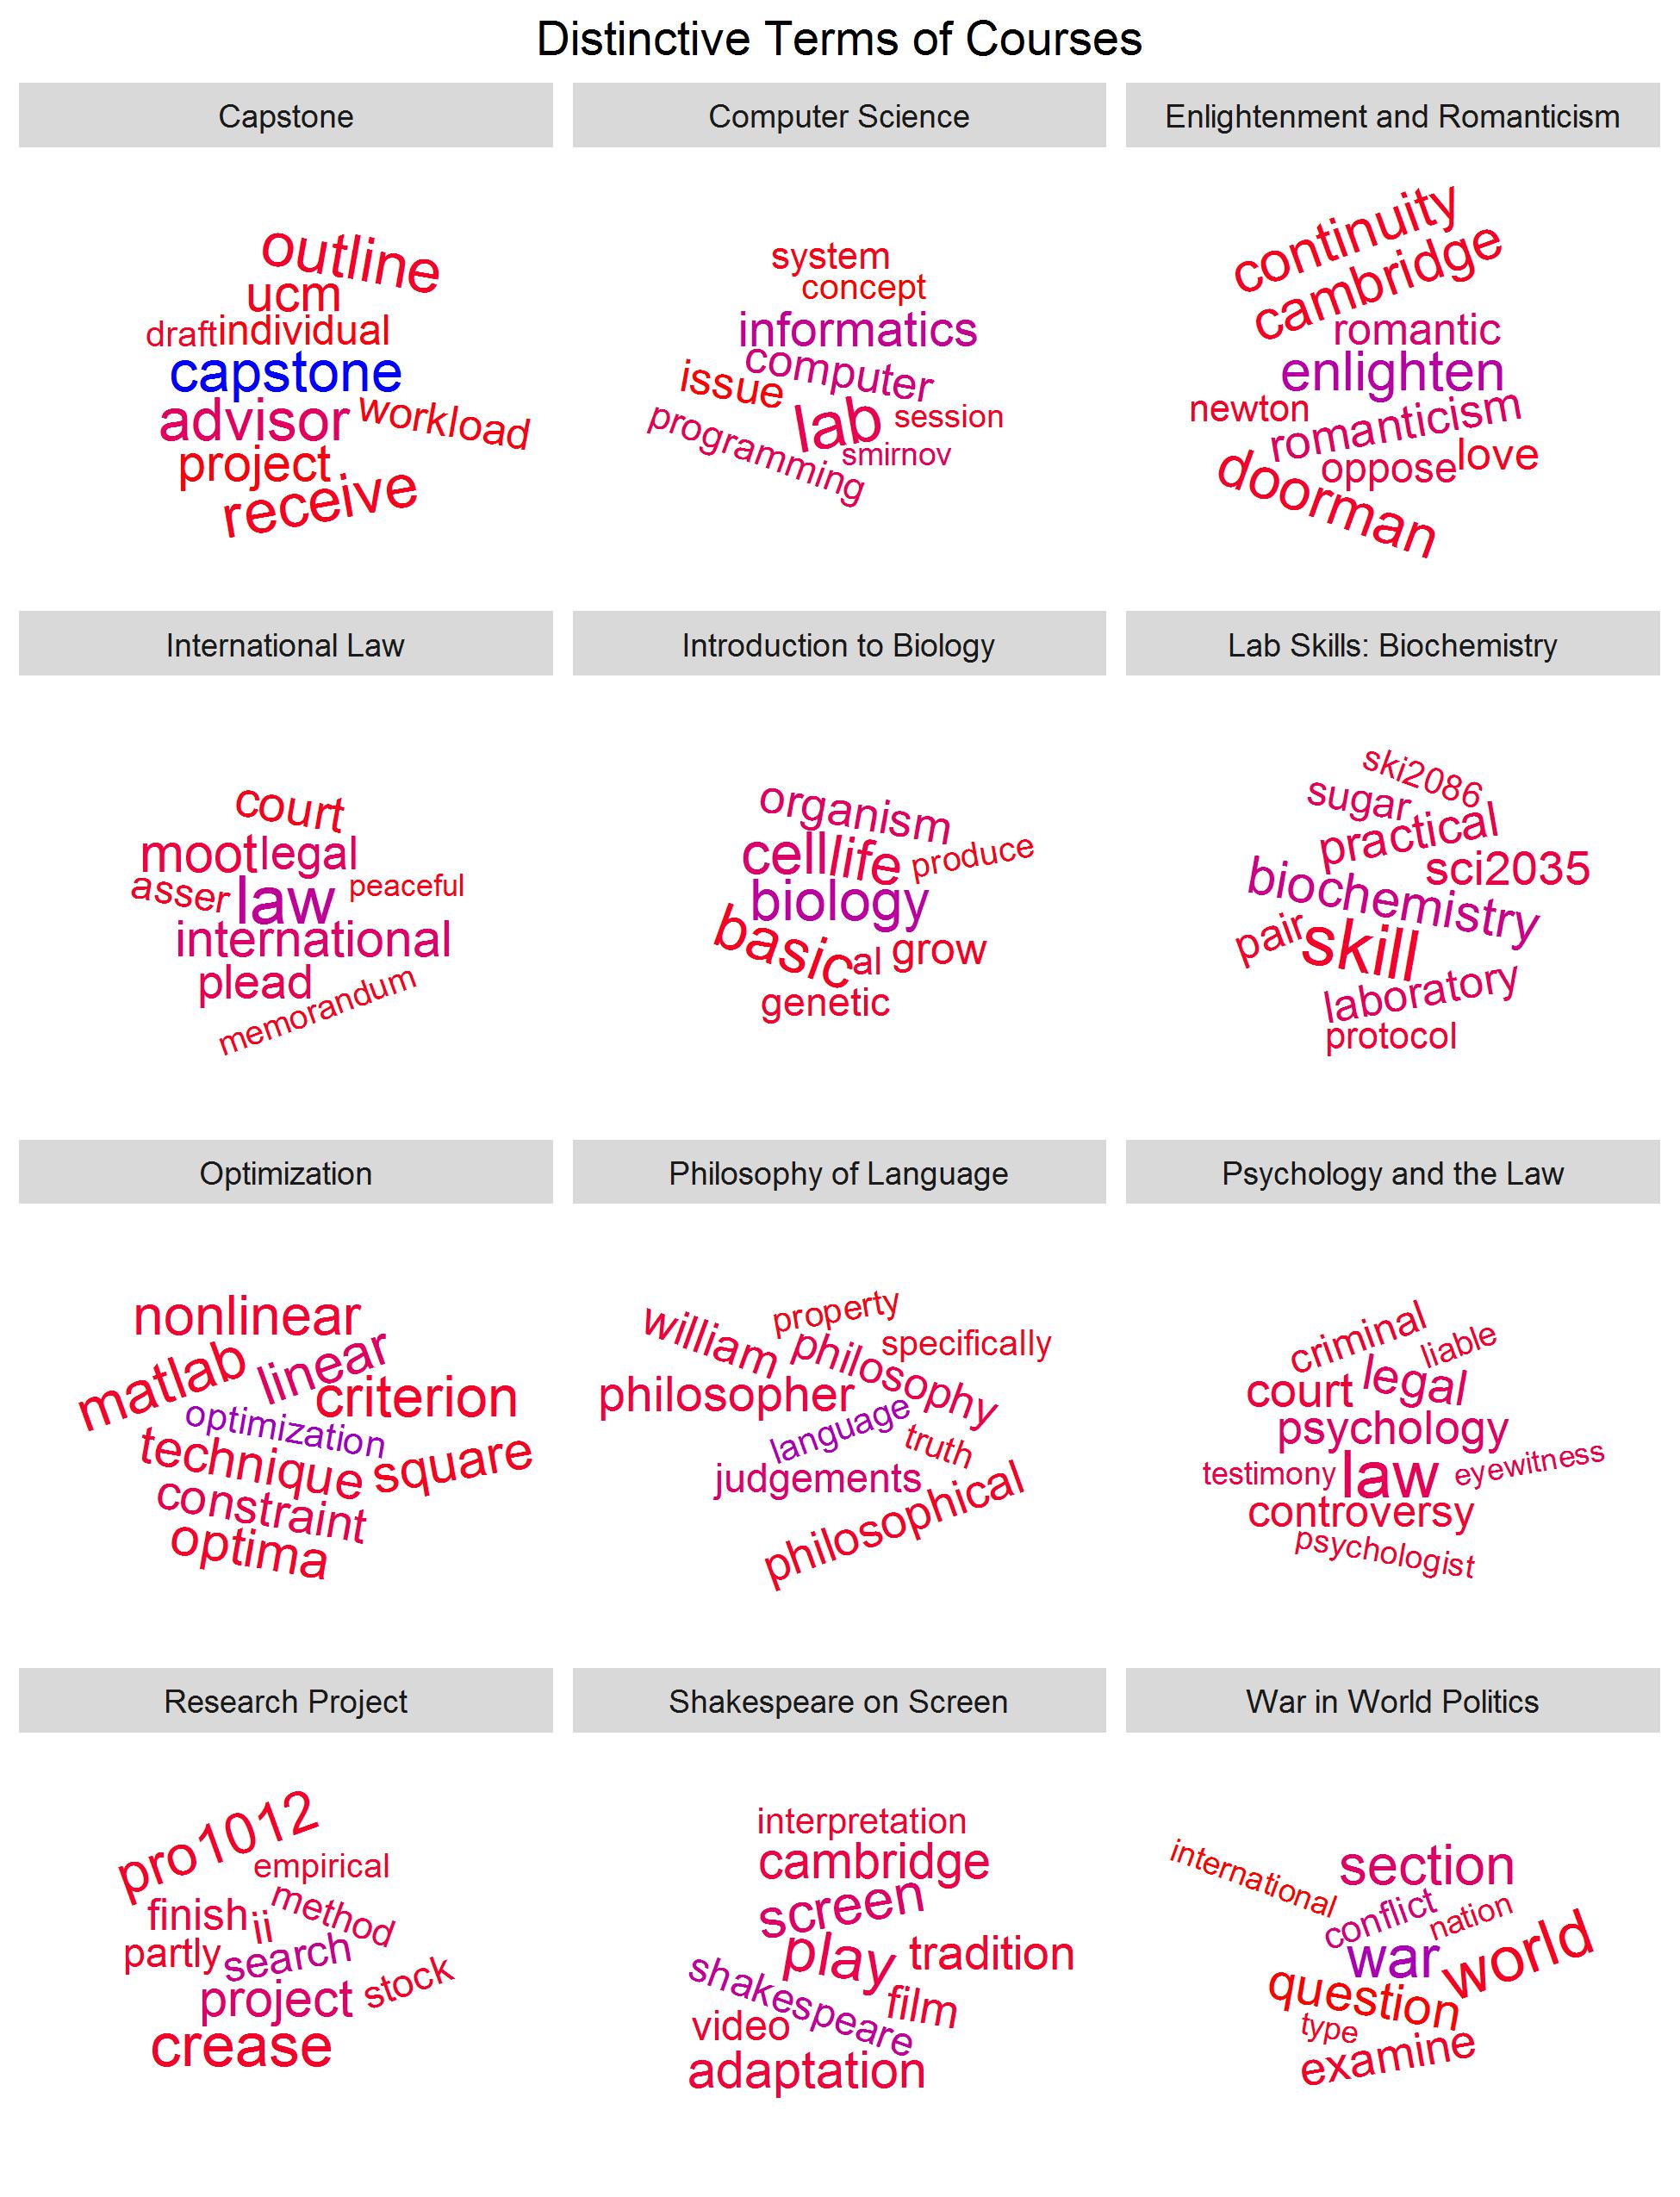 Distinctive Terms of Courses
Capstone
outline
ucm
draft individual
capstone
advisor workload
project
receive
Computer Science
system
concept
informatics
computer
issue
lab session
programming smirnov
Enlightenment and Romanticism
continuity
cambridge
romantic
enlighten
newton romanticism
oppose love
doorman
International Law
court
moot legal
asser law peaceful
international
plead
memorandum
Introduction to Biology
organism
cell life produce
biology
basic al grow
genetic
Lab Skills: Biochemistry
ski2086
sugar
practical
sci2035
biochemistry
pair skill
laboratory
protocol
Optimization
nonlinear
matlab linear
criterion
optimization
technique square
constraint
optima
Philosophy of Language
property
william philosophy specifically
philosopher
language truth
judgements
philosophical
Psychology and the Law
criminal liable
court legal
psychology
testimony law eyewitness
controversy
psychologist
Research Project
pro1012
empirical
finish ii method
partly search
project stock
crease
Shakespeare on Screen
interpretation
cambridge
screen
play tradition
shakespeare film
video
adaptation
War in World Politics
international section
conflict nation
war world
question
type
examine